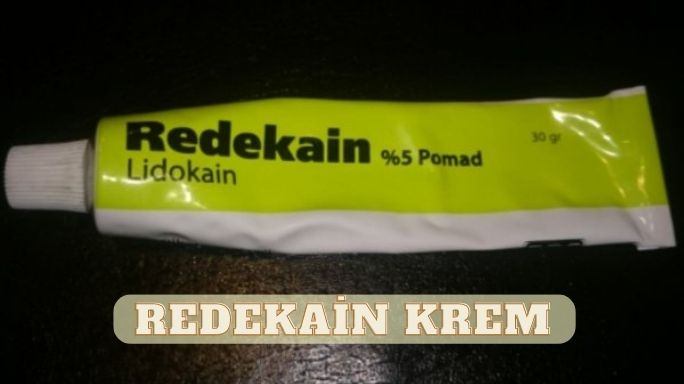 Redekain %5 Pomad 30 gr
Lidokain
REDEKAİN KREM